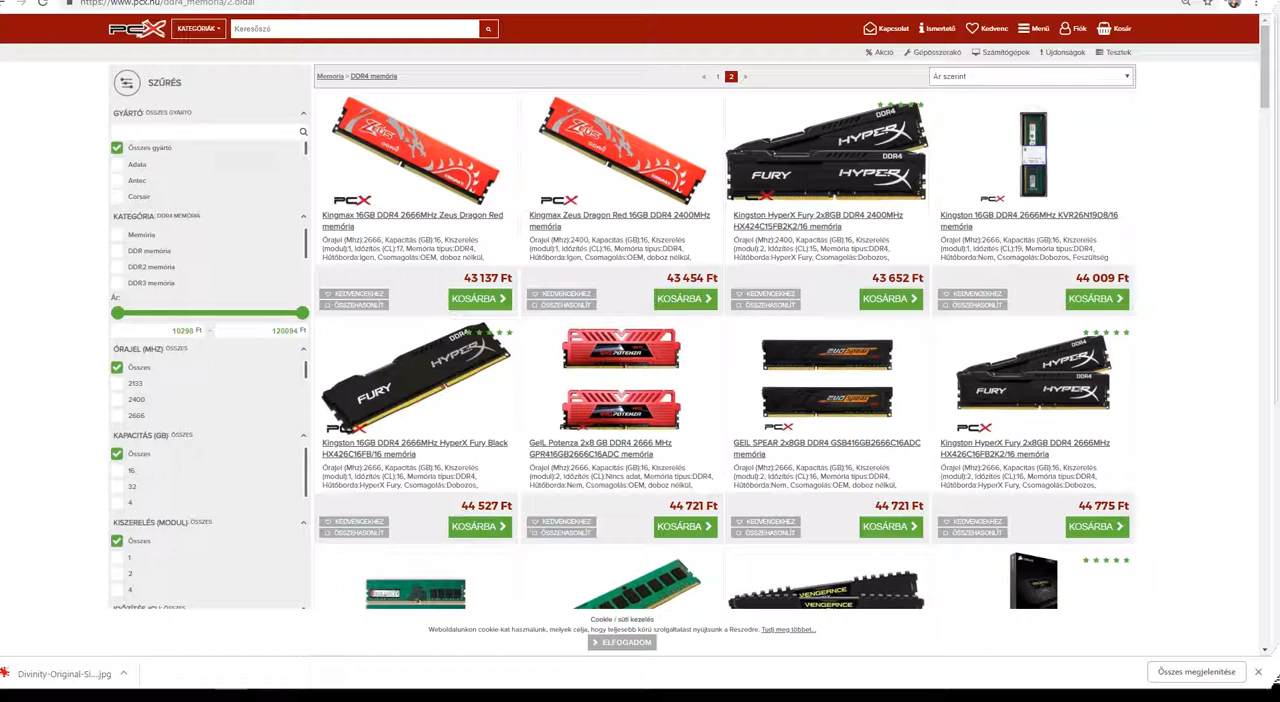 https://www.pcx.hu/ddr4_memoria/2.oldal
PCX
KATEGÓRIÁK
Keresőszó
Kapcsolat
Ismertető
Kedvenc
Menü
Fiók
Kosár
Akció
Gépösszerakó
Számítógépek
Újdonságok
Tesztek
SZŰRÉS
GYÁRTÓ: ÖSSZES GYÁRTÓ
Összes gyártó
Adata
Antec
Corsair
KATEGÓRIA: DDR4 MEMÓRIA
Memória
DDR memória
DDR2 memória
DDR3 memória
Ár:
10298 Ft - 120894 Ft
ÓRAJEL (MHZ): ÖSSZES
Összes
2133
2400
2666
KAPACITÁS (GB): ÖSSZES
Összes
16
32
4
KISZERELÉS (MODUL): ÖSSZES
Összes
1
2
4
IDŐZÍTÉS (CL): ÖSSZES
Memória > DDR4 memória
« 1 2 »
Ár szerint
Kingmax 16GB DDR4 2666MHz Zeus Dragon Red
memória
Órajel (Mhz):2666, Kapacitás (GB):16, Kiszerelés
(modul):1, Időzítés (CL):17, Memória típus:DDR4,
Hűtőborda:Igen, Csomagolás:OEM, doboz nélkül,
43 137 Ft
KEDVENCEKHEZ
ÖSSZEHASONLÍT
KOSÁRBA
Kingmax Zeus Dragon Red 16GB DDR4 2400MHz
memória
Órajel (Mhz):2400, Kapacitás (GB):16, Kiszerelés
(modul):1, Időzítés (CL):16, Memória típus:DDR4,
Hűtőborda:Igen, Csomagolás:OEM, doboz nélkül,
43 454 Ft
KEDVENCEKHEZ
ÖSSZEHASONLÍT
KOSÁRBA
Kingston HyperX Fury 2x8GB DDR4 2400MHz
HX424C15FB2K2/16 memória
Órajel (Mhz):2400, Kapacitás (GB):16, Kiszerelés
(modul):2, Időzítés (CL):15, Memória típus:DDR4,
Hűtőborda:HyperX Fury, Csomagolás:Dobozos,
43 652 Ft
KEDVENCEKHEZ
ÖSSZEHASONLÍT
KOSÁRBA
Kingston 16GB DDR4 2666MHz KVR26N19D8/16
memória
Órajel (Mhz):2666, Kapacitás (GB):16, Kiszerelés
(modul):1, Időzítés (CL):19, Memória típus:DDR4,
Hűtőborda:Nem, Csomagolás:Dobozos, Feszültség
44 009 Ft
KEDVENCEKHEZ
ÖSSZEHASONLÍT
KOSÁRBA
Kingston 16GB DDR4 2666MHz HyperX Fury Black
HX426C16FB/16 memória
Órajel (Mhz):2666, Kapacitás (GB):16, Kiszerelés
(modul):1, Időzítés (CL):16, Memória típus:DDR4,
Hűtőborda:HyperX Fury, Csomagolás:Dobozos,
44 527 Ft
KEDVENCEKHEZ
ÖSSZEHASONLÍT
KOSÁRBA
GeIL Potenza 2x8 GB DDR4 2666 MHz
GPR416GB2666C16ADC memória
Órajel (Mhz):2666, Kapacitás (GB):16, Kiszerelés
(modul):2, Időzítés (CL):Nincs adat, Memória típus:DDR4,
Hűtőborda:Nem, Csomagolás:OEM, doboz nélkül,
44 721 Ft
KEDVENCEKHEZ
ÖSSZEHASONLÍT
KOSÁRBA
GEIL SPEAR 2x8GB DDR4 GSB416GB2666C16ADC
memória
Órajel (Mhz):2666, Kapacitás (GB):16, Kiszerelés
(modul):2, Időzítés (CL):16, Memória típus:DDR4,
Hűtőborda:Nem, Csomagolás:OEM, doboz nélkül,
44 721 Ft
KEDVENCEKHEZ
ÖSSZEHASONLÍT
KOSÁRBA
Kingston HyperX Fury 2x8GB DDR4 2666MHz
HX426C16FB2K2/16 memória
Órajel (Mhz):2666, Kapacitás (GB):16, Kiszerelés
(modul):2, Időzítés (CL):16, Memória típus:DDR4,
Hűtőborda:HyperX Fury, Csomagolás:Dobozos,
44 775 Ft
KEDVENCEKHEZ
ÖSSZEHASONLÍT
KOSÁRBA
VENGEANCE
VENGEANCE
Cookie / süti kezelés
Weboldalunkon cookie-kat használunk, melyek célja, hogy teljesebb körű szolgáltatást nyújtsunk a Részedre. Tudj meg többet...
ELFOGADOM
Divinity-Original-Si....jpg
Összes megjelenítése